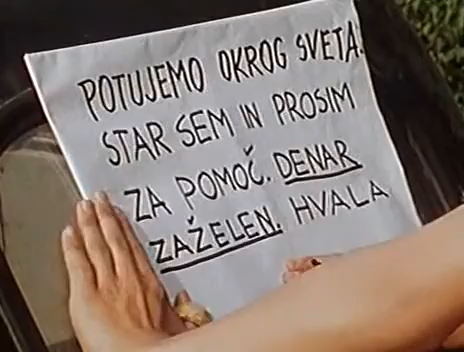 POTUJEMO OKROG SVETA.
STAR SEM IN PROSIM
ZA POMOČ. DENAR
ZAŽELEN. HVALA